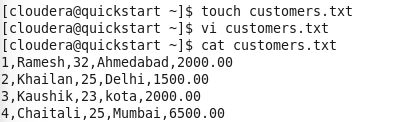 [cloudera@quickstart ~]$ touch customers.txt
[cloudera@quickstart ~]$ vi customers.txt
[cloudera@quickstart ~]$ cat customers.txt
1,Ramesh,32,Ahmedabad,2000.00
2,Khailan,25,Delhi,1500.00
3,Kaushik,23,kota,2000.00
4,Chaitali,25,Mumbai,6500.00